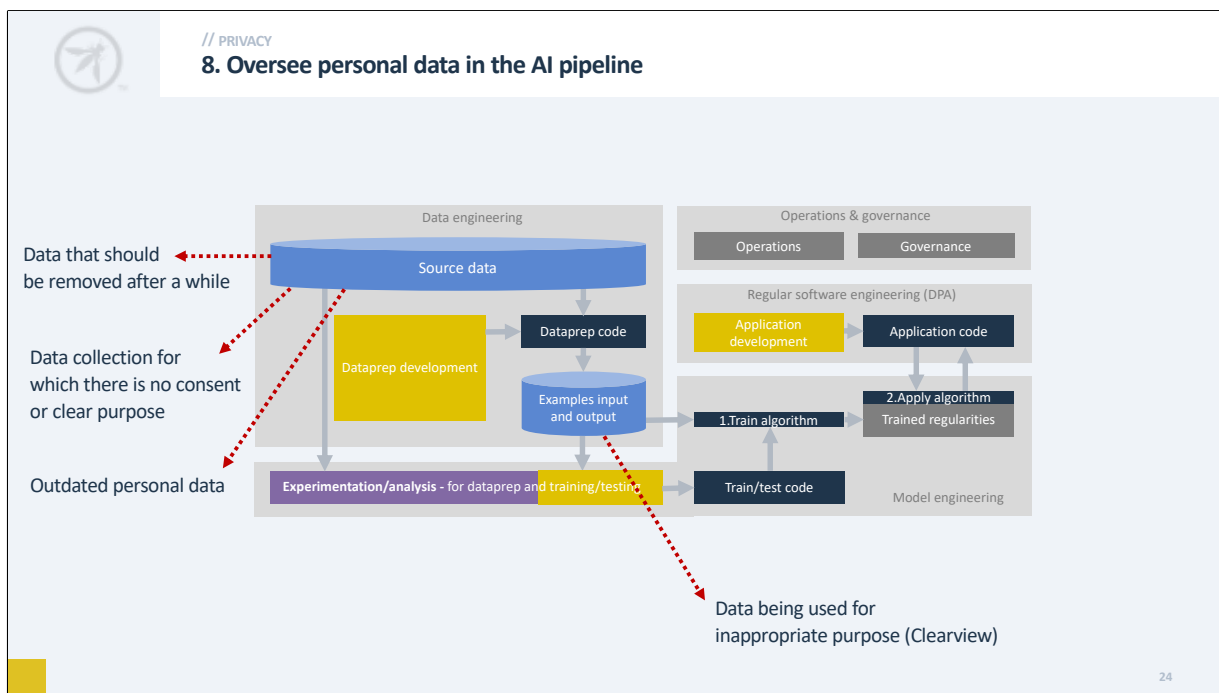 // PRIVACY
8. Oversee personal data in the AI pipeline
Data engineering
Source data
Dataprep development
Dataprep code
Examples input
and output
Experimentation/analysis - for dataprep and training/testing
Operations & governance
Operations
Governance
Regular software engineering (DPA)
Application
development
Application code
1.Train algorithm
2.Apply algorithm
Trained regularities
Train/test code
Model engineering
Data that should
be removed after a while
Data collection for
which there is no consent
or clear purpose
Outdated personal data
Data being used for
inappropriate purpose (Clearview)
24